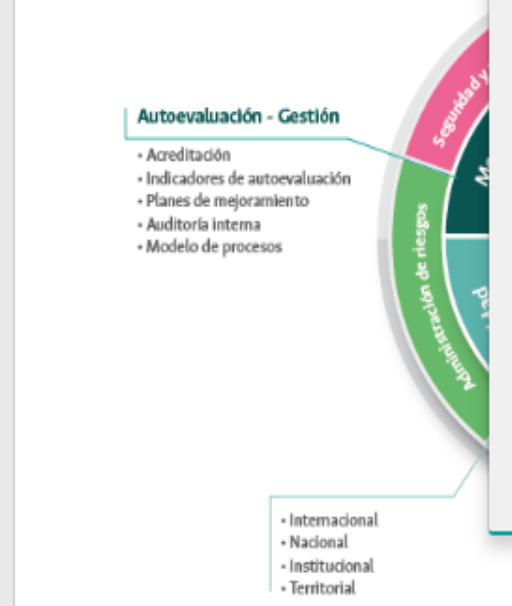 Seguridad y
Autoevaluación - Gestión
• Acreditación
• Indicadores de autoevaluación
• Planes de mejoramiento
• Auditoría interna
• Modelo de procesos
Administración de riesgos
• Internacional
• Nacional
• Institucional
• Territorial